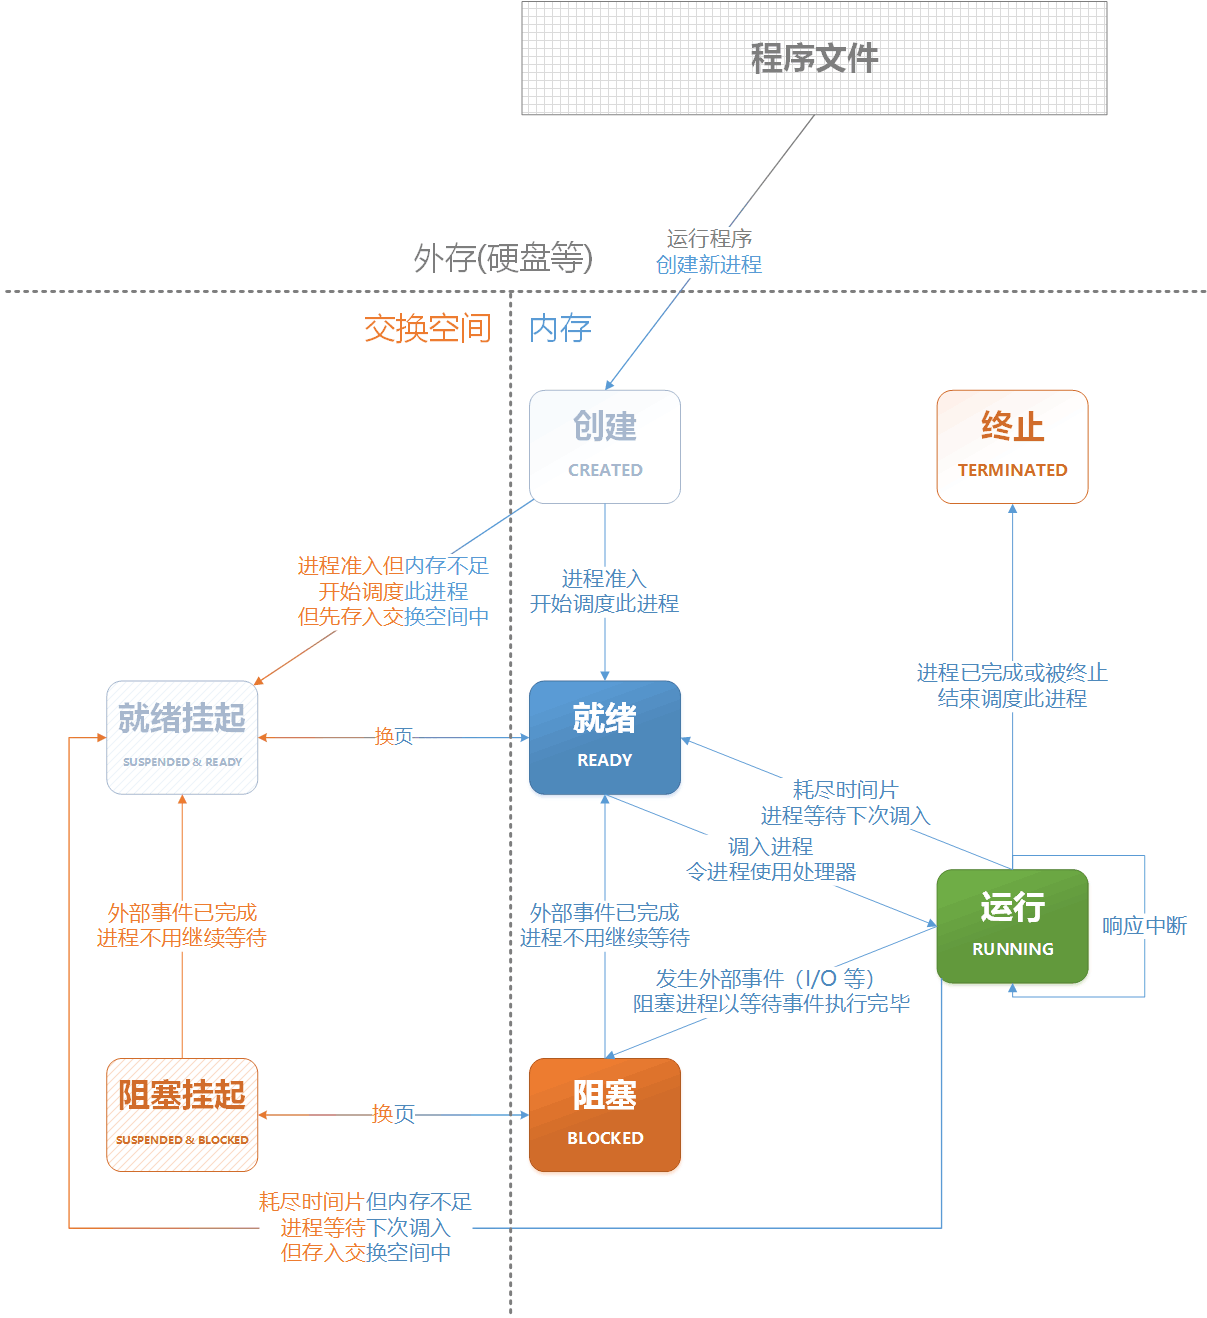 程序文件
运行程序
创建新进程
外存(硬盘等)
交换空间
内存
创建
CREATED
终止
TERMINATED
进程准入但内存不足
开始调度此进程
但先存入交换空间中
进程准入
开始调度此进程
进程已完成或被终止
结束调度此进程
就绪挂起
SUSPENDED & READY
换页
就绪
READY
耗尽时间片
进程等待下次调入
调入进程
令进程使用处理器
运行
RUNNING
响应中断
外部事件已完成
进程不用继续等待
外部事件已完成
进程不用继续等待
发生外部事件（I/O 等）
阻塞进程以等待事件执行完毕
阻塞挂起
SUSPENDED & BLOCKED
换页
阻塞
BLOCKED
耗尽时间片但内存不足
进程等待下次调入
但存入交换空间中